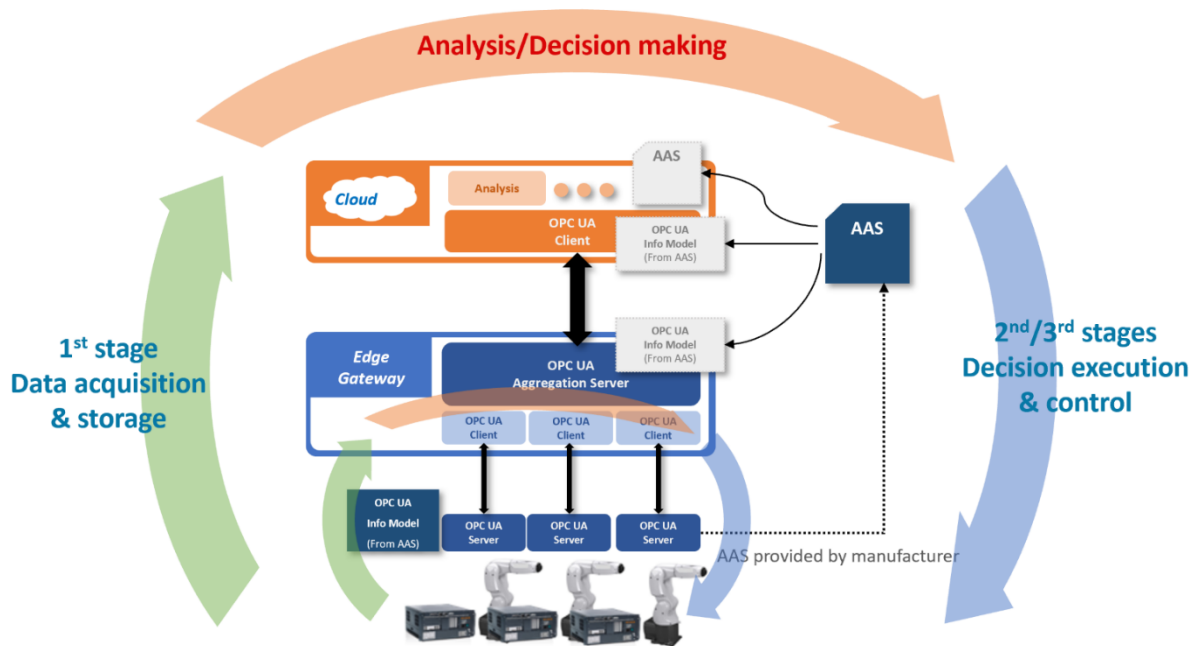 Analysis/Decision making
AAS
Cloud
Analysis
OPC UA
Client
OPC UA
Info Model
(From AAS)
AAS
1st stage
Data acquisition
& storage
Edge
Gateway
OPC UA
Aggregation Server
OPC UA
Info Model
(From AAS)
2nd/3rd stages
Decision execution
& control
OPC UA
Client
OPC UA
Client
OPC UA
Client
OPC UA
Info Model
(From AAS)
OPC UA
Server
OPC UA
Server
OPC UA
Server
AAS provided by manufacturer